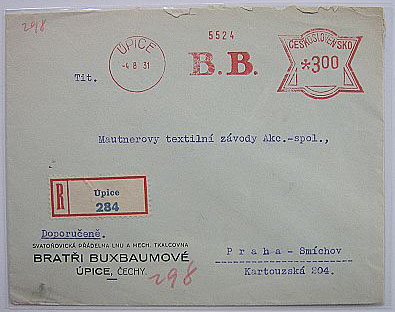 298
5524
ÚPICE
-4.8.31
B.B.
ČESKOSLOVENSKO
*300
Tit.
Mautnerovy textilní závody Akc.-spol.,
R
Úpice
284
Doporučeně.
SVATOŇOVICKÁ PŘÁDELNA LNU A MECH. TKALCOVNA
BRATŘI BUXBAUMOVÉ
ÚPICE, ČECHY
298
Praha-Smíchov
Kartouzská 204.